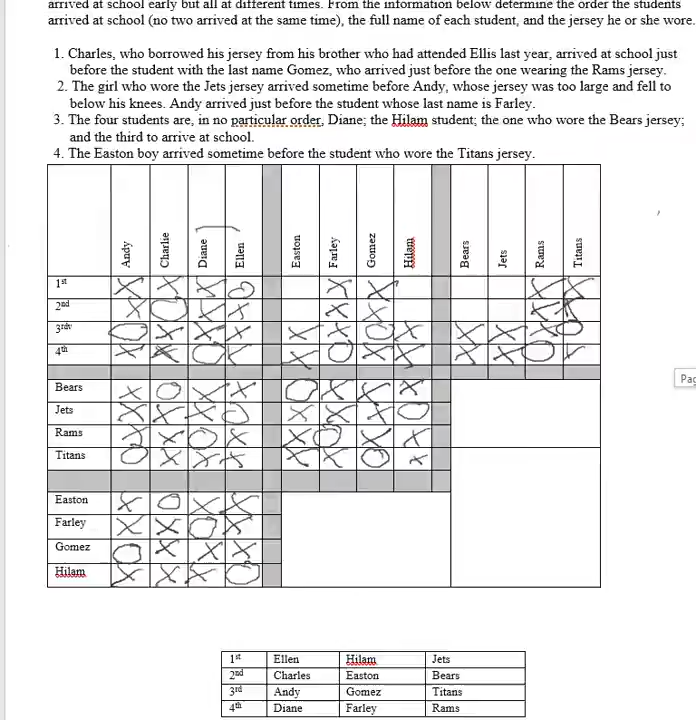 arrived at school early but all at different times. From the information below determine the order the students
arrived at school (no two arrived at the same time), the full name of each student, and the jersey he or she wore.
1. Charles, who borrowed his jersey from his brother who had attended Ellis last year, arrived at school just
before the student with the last name Gomez, who arrived just before the one wearing the Rams jersey.
2. The girl who wore the Jets jersey arrived sometime before Andy, whose jersey was too large and fell to
below his knees. Andy arrived just before the student whose last name is Farley.
3. The four students are, in no particular order, Diane; the Hilam student; the one who wore the Bears jersey;
and the third to arrive at school.
4. The Easton boy arrived sometime before the student who wore the Titans jersey.
Andy Charlie Diane Ellen Easton Farley Gomez Hilam Bears Jets Rams Titans
1st X X X O X X X X
2nd X O X X X X X X
3rdv O X X X X X O X X X X O
4th X X O X X O X X X X O X
Bears X O X X O X X X
Jets X X X O X X X O
Rams X X O X X O X X
Titans O X X X X X O X
Easton X O X X
Farley X X O X
Gomez O X X X
Hilam X X X O
Pag
1st Ellen Hilam Jets
2nd Charles Easton Bears
3rd Andy Gomez Titans
4th Diane Farley Rams